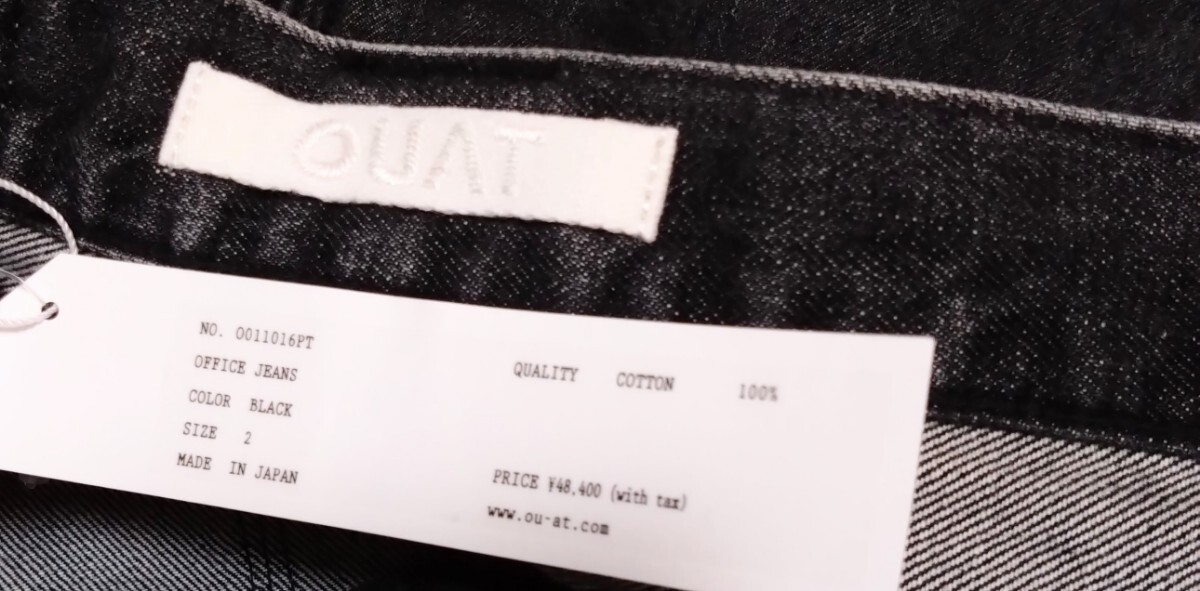 OUAT
NO. 0011016PT
OFFICE JEANS
COLOR BLACK
SIZE 2
MADE IN JAPAN
QUALITY COTTON 100%
PRICE ¥48,400 (with tax)
www.ou-at.com